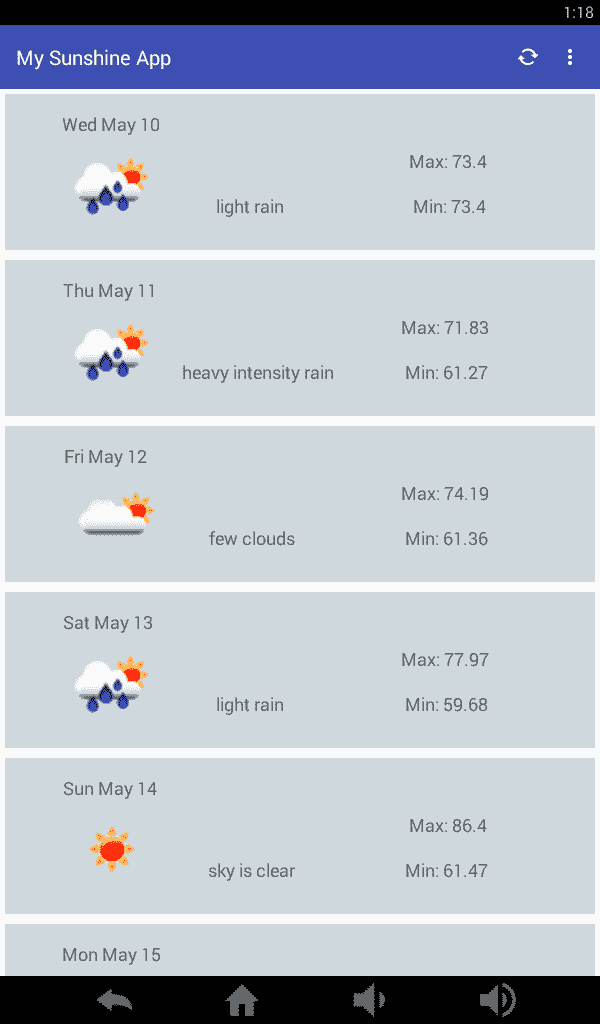 1:18
My Sunshine App
Wed May 10
Max: 73.4
light rain
Min: 73.4
Thu May 11
Max: 71.83
heavy intensity rain
Min: 61.27
Fri May 12
Max: 74.19
few clouds
Min: 61.36
Sat May 13
Max: 77.97
light rain
Min: 59.68
Sun May 14
Max: 86.4
sky is clear
Min: 61.47
Mon May 15